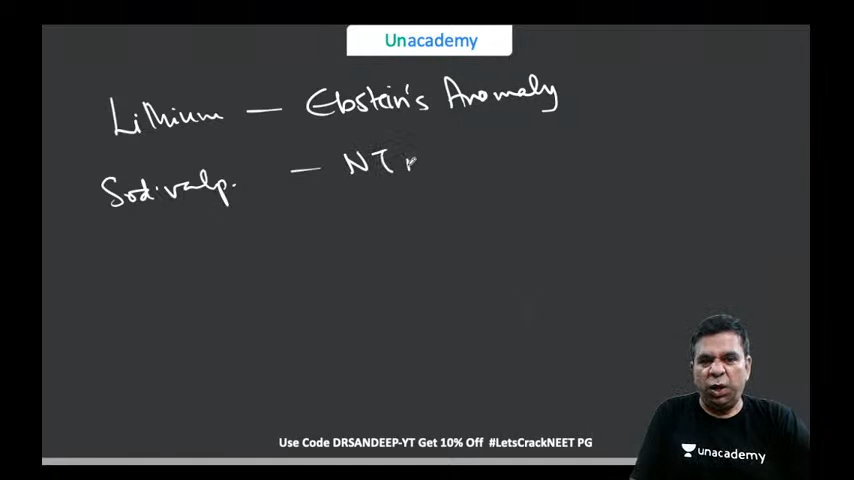 Unacademy
Lithium — Ebstein's Anomaly
Sod. valp. — NT
Use Code DRSANDEEP-YT Get 10% Off #LetsCrackNEET PG
unacademy